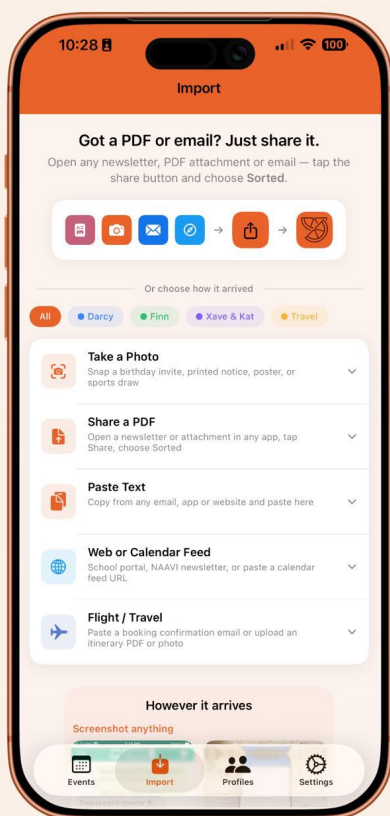 10:28
100
Import
Got a PDF or email? Just share it.
Open any newsletter, PDF attachment or email — tap the
share button and choose Sorted.
Or choose how it arrived
All
Darcy
Finn
Xave & Kat
Travel
Take a Photo
Snap a birthday invite, printed notice, poster, or
sports draw
Share a PDF
Open a newsletter or attachment in any app, tap
Share, choose Sorted
Paste Text
Copy from any email, app or website and paste here
Web or Calendar Feed
School portal, NAAVI newsletter, or paste a calendar
feed URL
Flight / Travel
Paste a booking confirmation email or upload an
itinerary PDF or photo
However it arrives
Screenshot anything
Events
Import
Profiles
Settings